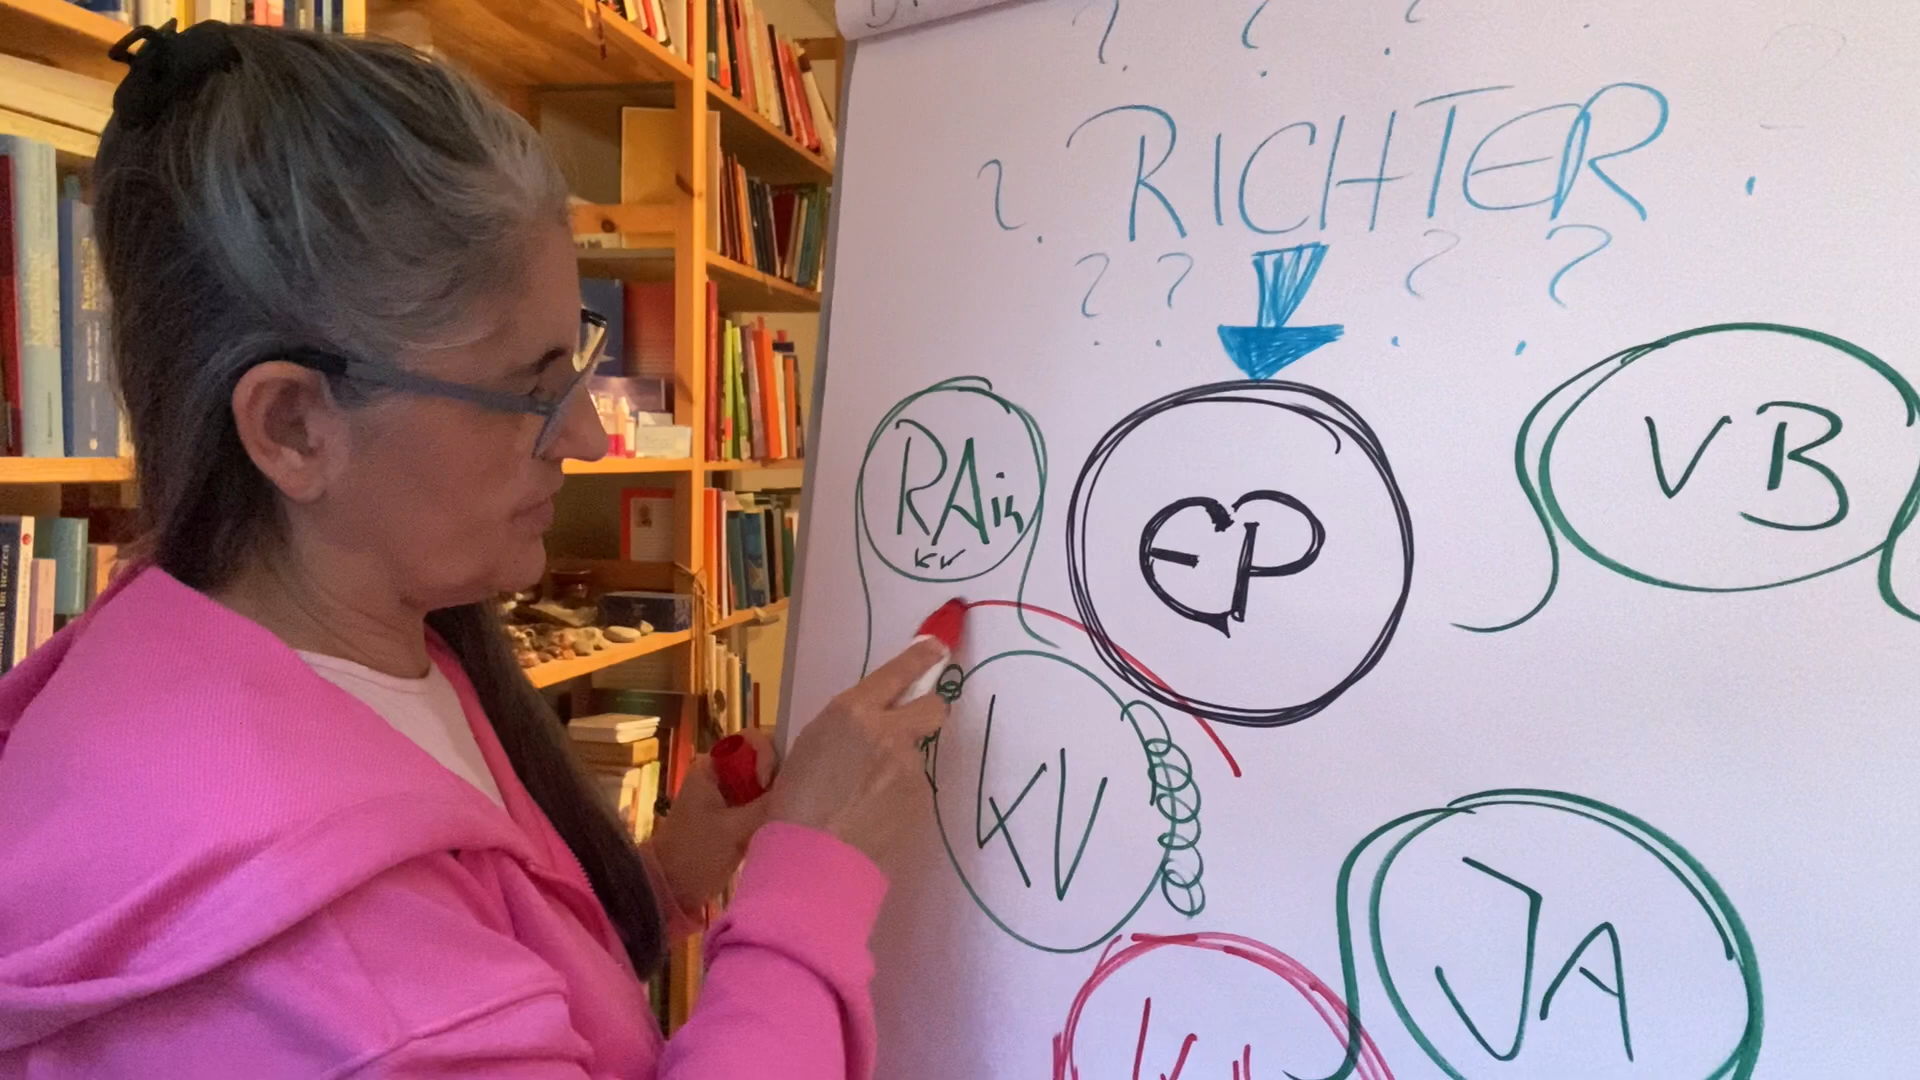 ? ? ?
? RICHTER
? ? ? ?
RAin
KV
EP
VB
KV
JA